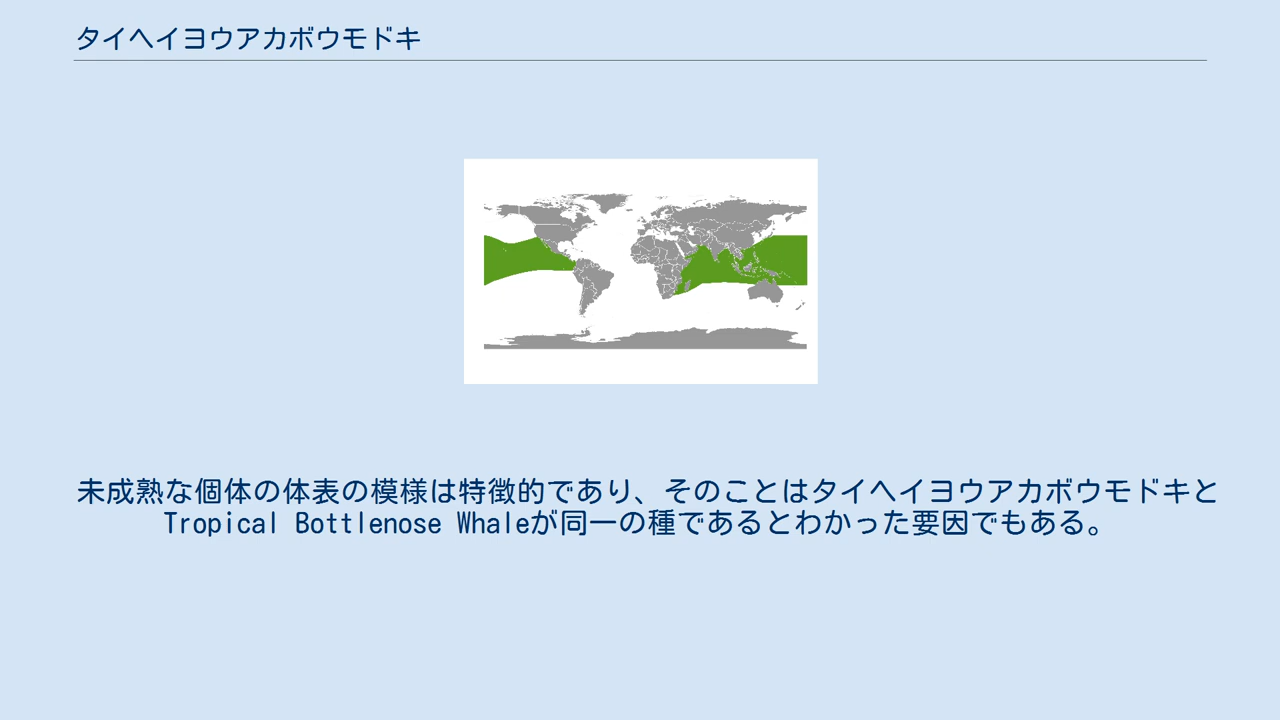 タイヘイヨウアカボウモドキ
未成熟な個体の体表の模様は特徴的であり、そのことはタイヘイヨウアカボウモドキと
Tropical Bottlenose Whaleが同一の種であるとわかった要因でもある。